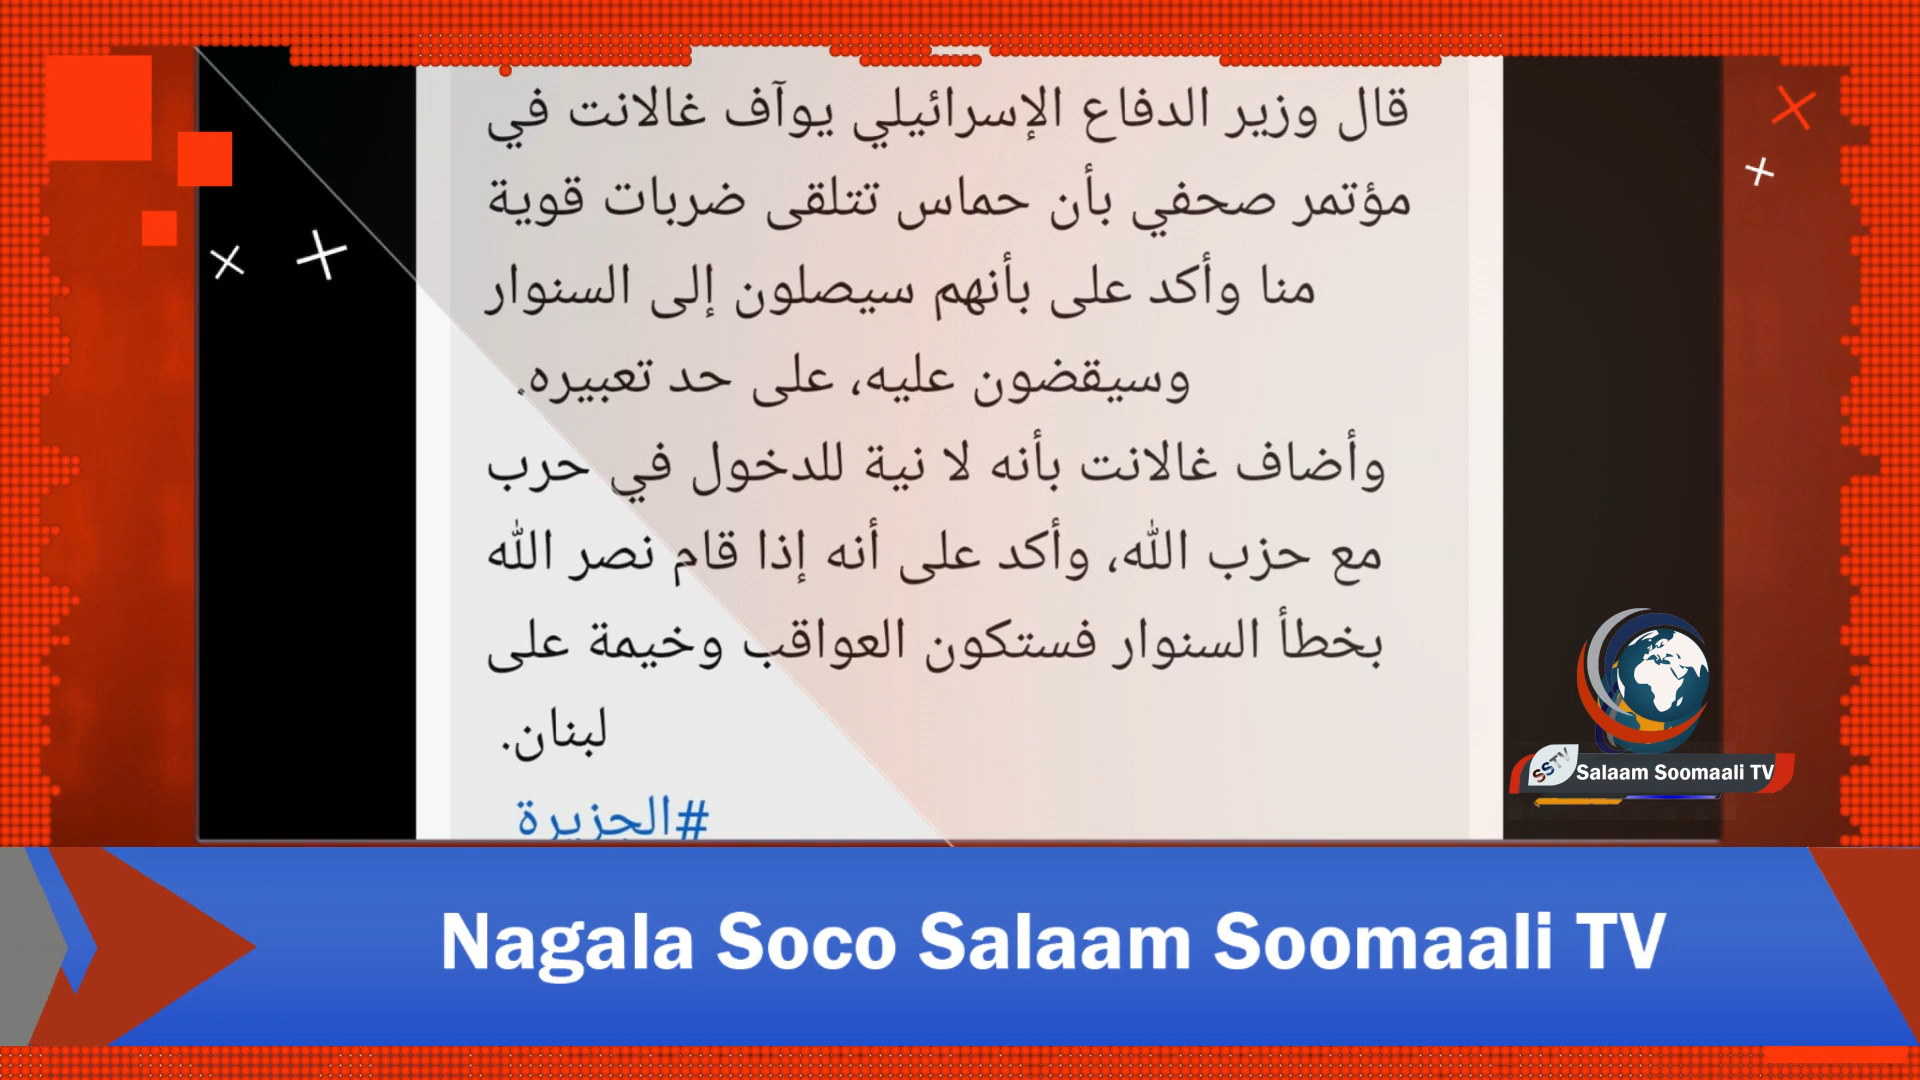 قال وزير الدفاع الإسرائيلي يوآف غالانت في
مؤتمر صحفي بأن حماس تتلقى ضربات قوية
منا وأكد على بأنهم سيصلون إلى السنوار
وسيقضون عليه، على حد تعبيره.
وأضاف غالانت بأنه لا نية للدخول في حرب
مع حزب الله، وأكد على أنه إذا قام نصر الله
بخطأ السنوار فستكون العواقب وخيمة على
لبنان.
#الجزيرة
SSTV Salaam Soomaali TV
Nagala Soco Salaam Soomaali TV